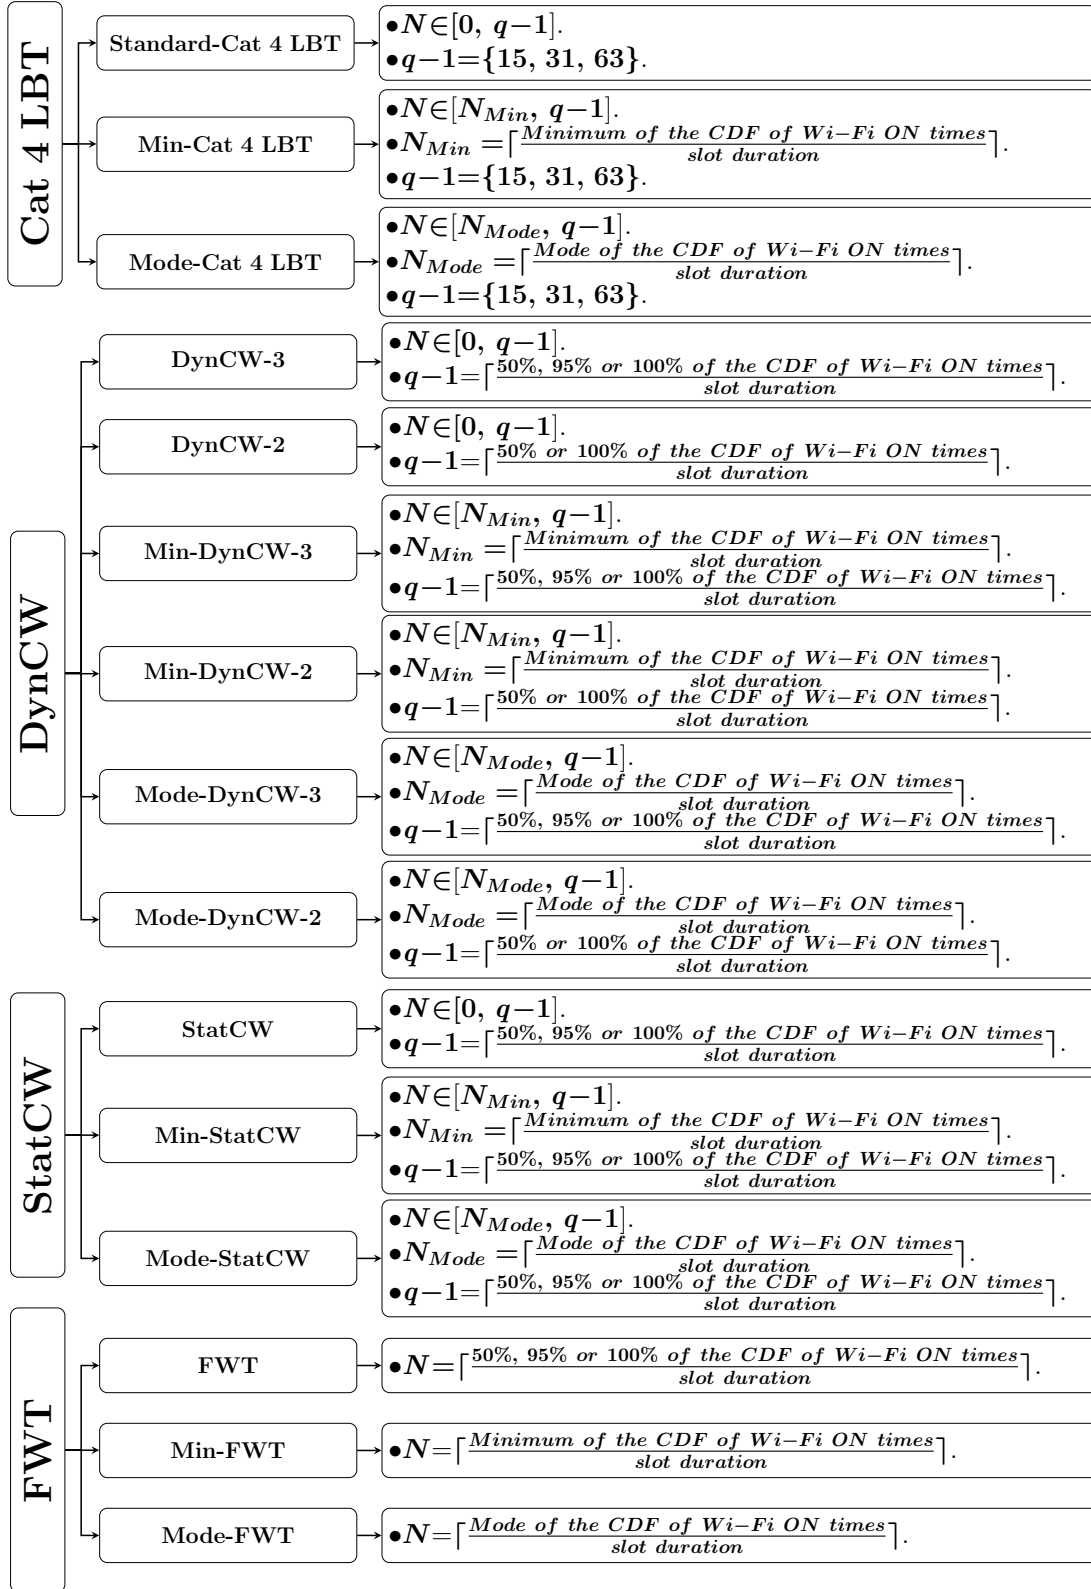 Cat 4 LBT
Standard-Cat 4 LBT
•N∈[0, q−1].
•q−1={15, 31, 63}.
Min-Cat 4 LBT
•N∈[N_Min, q−1].
•N_Min = ⌈Minimum of the CDF of Wi−Fi ON times / slot duration⌉.
•q−1={15, 31, 63}.
Mode-Cat 4 LBT
•N∈[N_Mode, q−1].
•N_Mode = ⌈Mode of the CDF of Wi−Fi ON times / slot duration⌉.
•q−1={15, 31, 63}.
DynCW
DynCW-3
•N∈[0, q−1].
•q−1=⌈50%, 95% or 100% of the CDF of Wi−Fi ON times / slot duration⌉.
DynCW-2
•N∈[0, q−1].
•q−1=⌈50% or 100% of the CDF of Wi−Fi ON times / slot duration⌉.
Min-DynCW-3
•N∈[N_Min, q−1].
•N_Min = ⌈Minimum of the CDF of Wi−Fi ON times / slot duration⌉.
•q−1=⌈50%, 95% or 100% of the CDF of Wi−Fi ON times / slot duration⌉.
Min-DynCW-2
•N∈[N_Min, q−1].
•N_Min = ⌈Minimum of the CDF of Wi−Fi ON times / slot duration⌉.
•q−1=⌈50% or 100% of the CDF of Wi−Fi ON times / slot duration⌉.
Mode-DynCW-3
•N∈[N_Mode, q−1].
•N_Mode = ⌈Mode of the CDF of Wi−Fi ON times / slot duration⌉.
•q−1=⌈50%, 95% or 100% of the CDF of Wi−Fi ON times / slot duration⌉.
Mode-DynCW-2
•N∈[N_Mode, q−1].
•N_Mode = ⌈Mode of the CDF of Wi−Fi ON times / slot duration⌉.
•q−1=⌈50% or 100% of the CDF of Wi−Fi ON times / slot duration⌉.
StatCW
StatCW
•N∈[0, q−1].
•q−1=⌈50%, 95% or 100% of the CDF of Wi−Fi ON times / slot duration⌉.
Min-StatCW
•N∈[N_Min, q−1].
•N_Min = ⌈Minimum of the CDF of Wi−Fi ON times / slot duration⌉.
•q−1=⌈50%, 95% or 100% of the CDF of Wi−Fi ON times / slot duration⌉.
Mode-StatCW
•N∈[N_Mode, q−1].
•N_Mode = ⌈Mode of the CDF of Wi−Fi ON times / slot duration⌉.
•q−1=⌈50%, 95% or 100% of the CDF of Wi−Fi ON times / slot duration⌉.
FWT
FWT
•N=⌈50%, 95% or 100% of the CDF of Wi−Fi ON times / slot duration⌉.
Min-FWT
•N=⌈Minimum of the CDF of Wi−Fi ON times / slot duration⌉.
Mode-FWT
•N=⌈Mode of the CDF of Wi−Fi ON times / slot duration⌉.